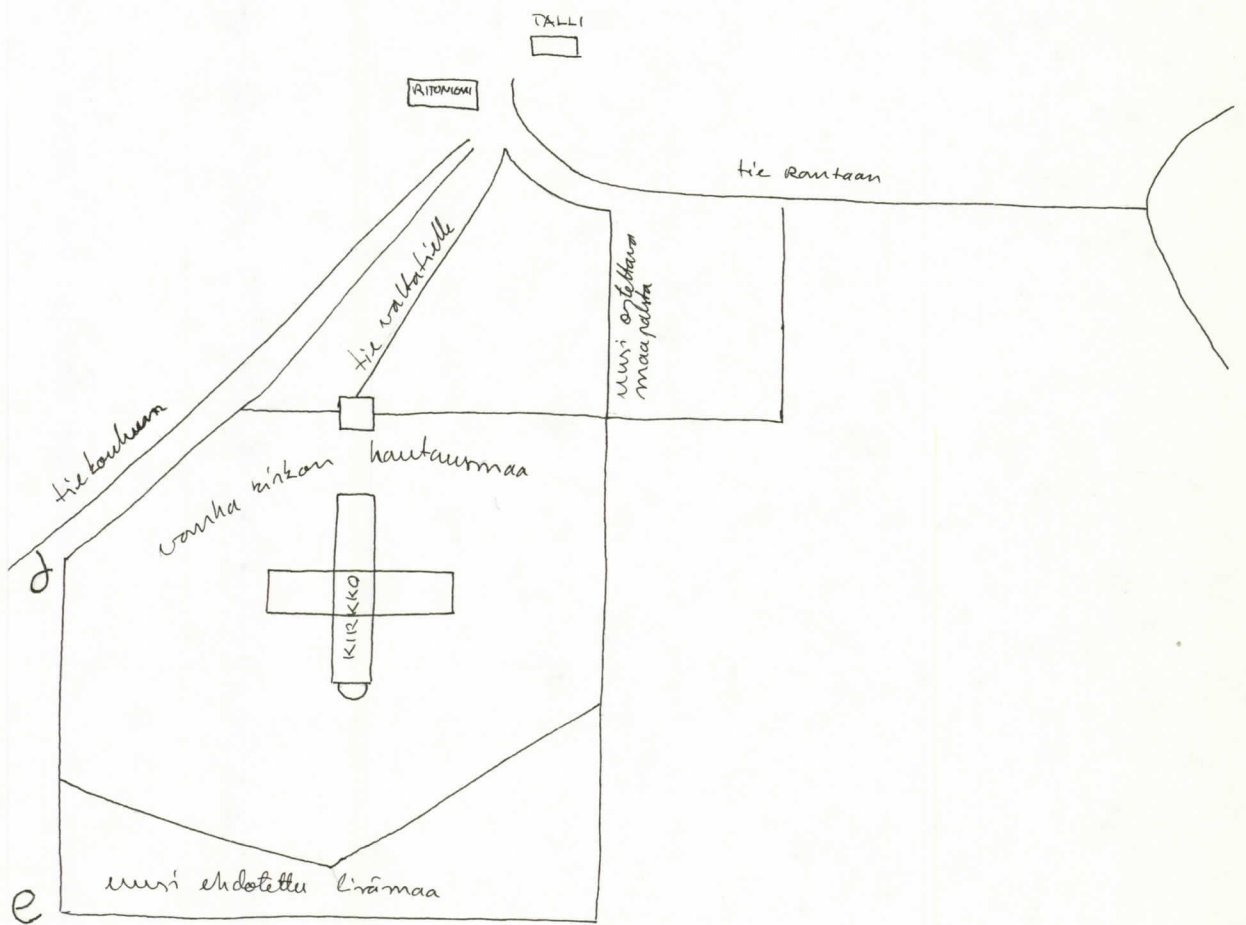 TALLI
RITONIEMI
tie rantaan
tie valtatielle
uusi ostettava
maapalsta
tie kouluun
vanha kirkon hautausmaa
d
KIRKKO
uusi ehdotettu lisämaa
e